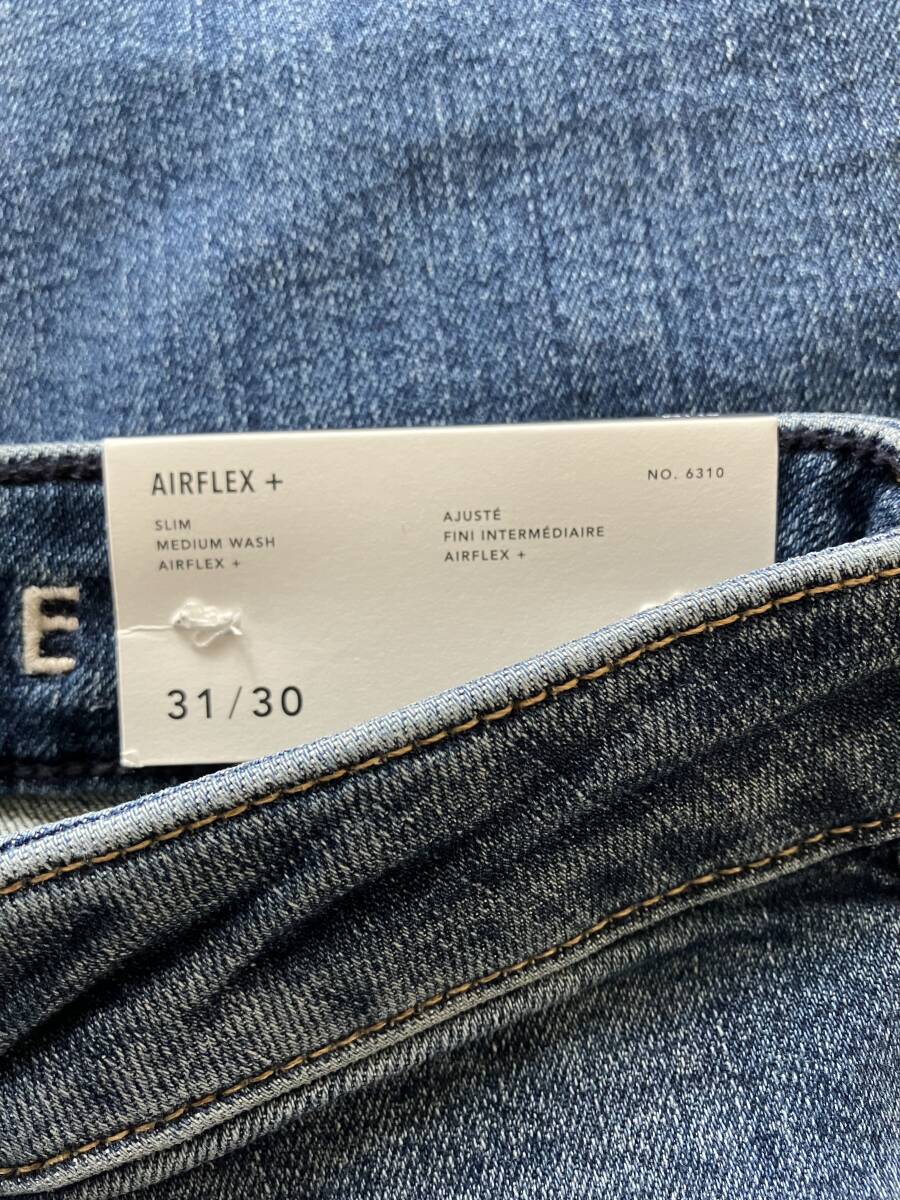 AIRFLEX +
NO. 6310
SLIM
MEDIUM WASH
AIRFLEX +
AJUSTÉ
FINI INTERMÉDIAIRE
AIRFLEX +
E
31 / 30